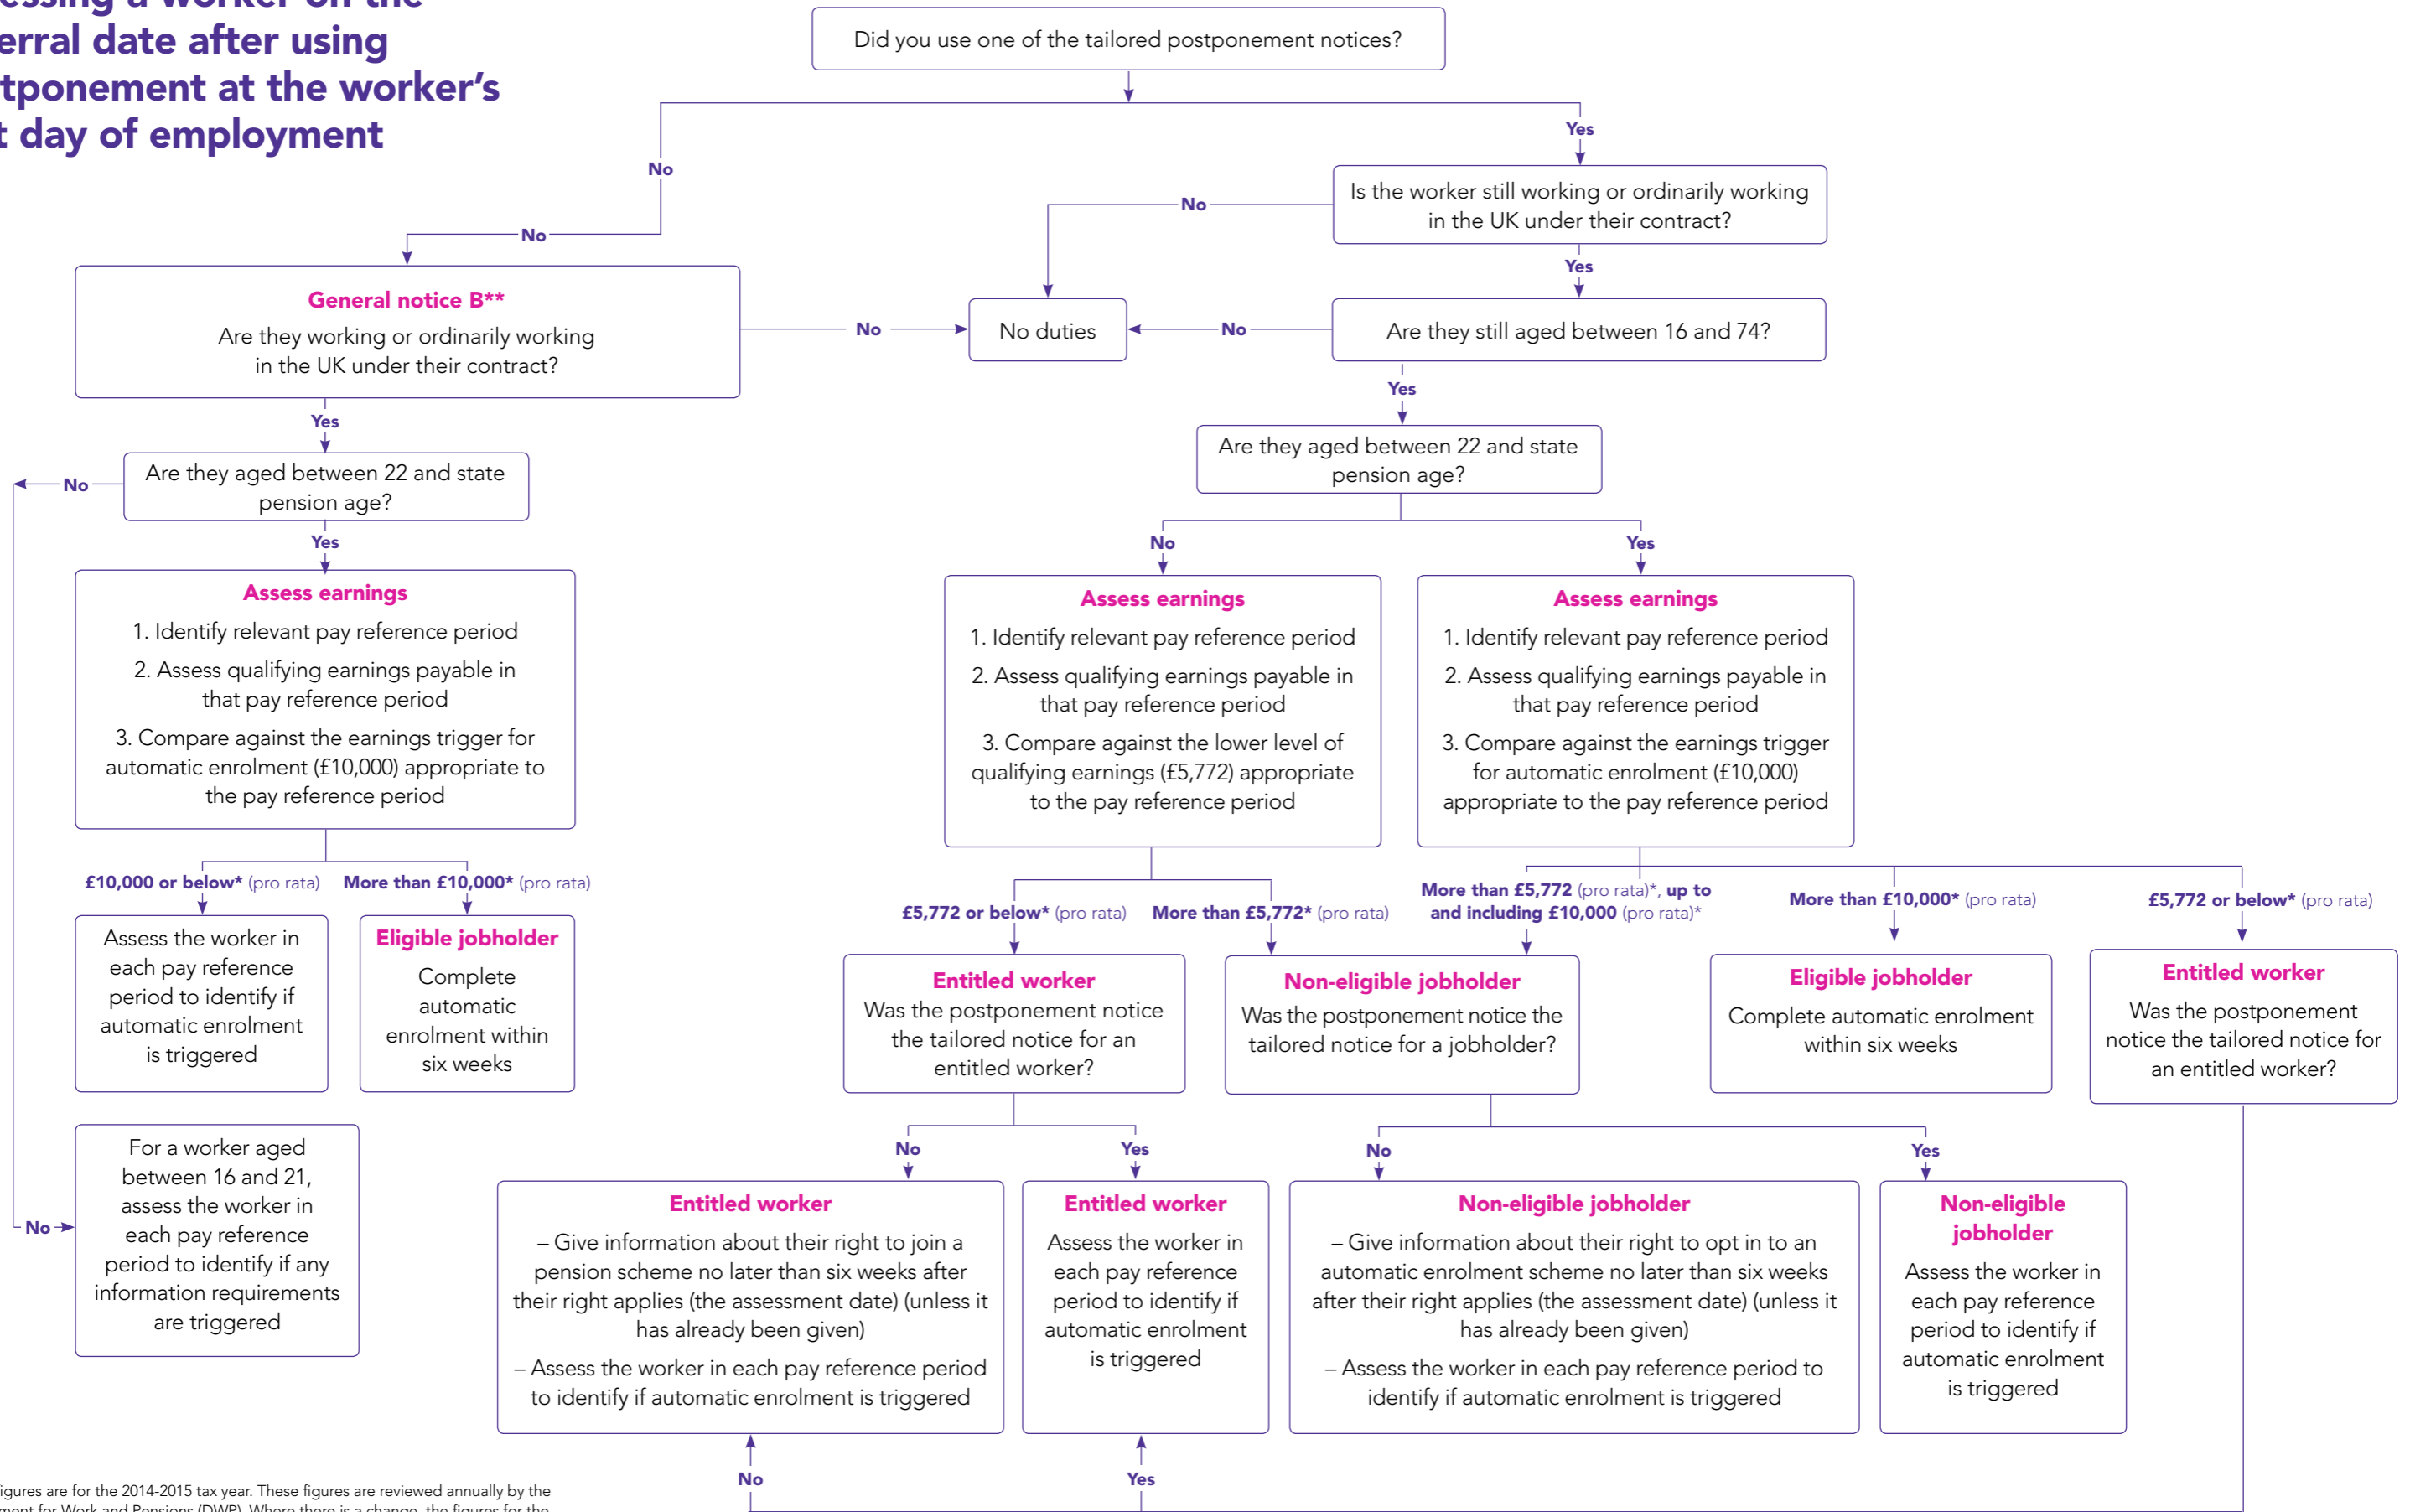 erral date after using
tponement at the worker's
t day of employment
Did you use one of the tailored postponement notices?
No
Yes
Is the worker still working or ordinarily working
in the UK under their contract?
No
No
Yes
General notice B**
Are they working or ordinarily working
in the UK under their contract?
No
No duties
No
Are they still aged between 16 and 74?
Yes
Yes
Are they aged between 22 and state
pension age?
No
Are they aged between 22 and state
pension age?
Yes
No
Yes
Assess earnings
1. Identify relevant pay reference period
2. Assess qualifying earnings payable in
that pay reference period
3. Compare against the earnings trigger for
automatic enrolment (£10,000) appropriate to
the pay reference period
Assess earnings
1. Identify relevant pay reference period
2. Assess qualifying earnings payable in
that pay reference period
3. Compare against the lower level of
qualifying earnings (£5,772) appropriate
to the pay reference period
Assess earnings
1. Identify relevant pay reference period
2. Assess qualifying earnings payable in
that pay reference period
3. Compare against the earnings trigger
for automatic enrolment (£10,000)
appropriate to the pay reference period
£10,000 or below* (pro rata)
More than £10,000* (pro rata)
£5,772 or below* (pro rata)
More than £5,772* (pro rata)
More than £5,772 (pro rata)*, up to
and including £10,000 (pro rata)*
More than £10,000* (pro rata)
£5,772 or below* (pro rata)
Assess the worker in
each pay reference
period to identify if
automatic enrolment
is triggered
Eligible jobholder
Complete
automatic
enrolment within
six weeks
Entitled worker
Was the postponement notice
the tailored notice for an
entitled worker?
Non-eligible jobholder
Was the postponement notice the
tailored notice for a jobholder?
Eligible jobholder
Complete automatic enrolment
within six weeks
Entitled worker
Was the postponement
notice the tailored notice for
an entitled worker?
No
For a worker aged
between 16 and 21,
assess the worker in
each pay reference
period to identify if any
information requirements
are triggered
No
Yes
No
Yes
Entitled worker
– Give information about their right to join a
pension scheme no later than six weeks after
their right applies (the assessment date) (unless it
has already been given)
– Assess the worker in each pay reference period
to identify if automatic enrolment is triggered
Entitled worker
Assess the worker in
each pay reference
period to identify if
automatic enrolment
is triggered
Non-eligible jobholder
– Give information about their right to opt in to an
automatic enrolment scheme no later than six weeks
after their right applies (the assessment date) (unless it
has already been given)
– Assess the worker in each pay reference period to
identify if automatic enrolment is triggered
Non-eligible
jobholder
Assess the worker in
each pay reference
period to identify if
automatic enrolment
is triggered
No
Yes
igures are for the 2014-2015 tax year. These figures are reviewed annually by the
ment for Work and Pensions (DWP). Where there is a change, the figures for the